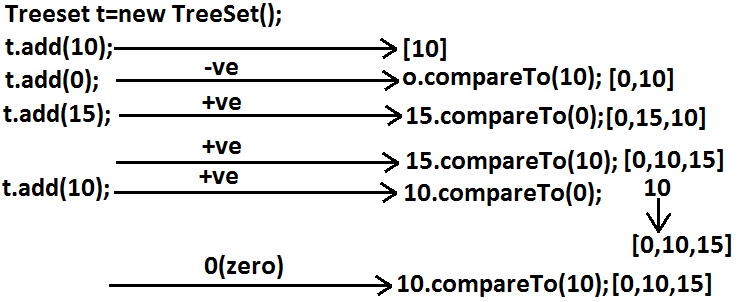 Treeset t=new TreeSet();
t.add(10); [10]
t.add(0); -ve o.compareTo(10); [0,10]
t.add(15); +ve 15.compareTo(0); [0,15,10]
+ve 15.compareTo(10); [0,10,15]
t.add(10); +ve 10.compareTo(0); 10
[0,10,15]
0(zero) 10.compareTo(10); [0,10,15]